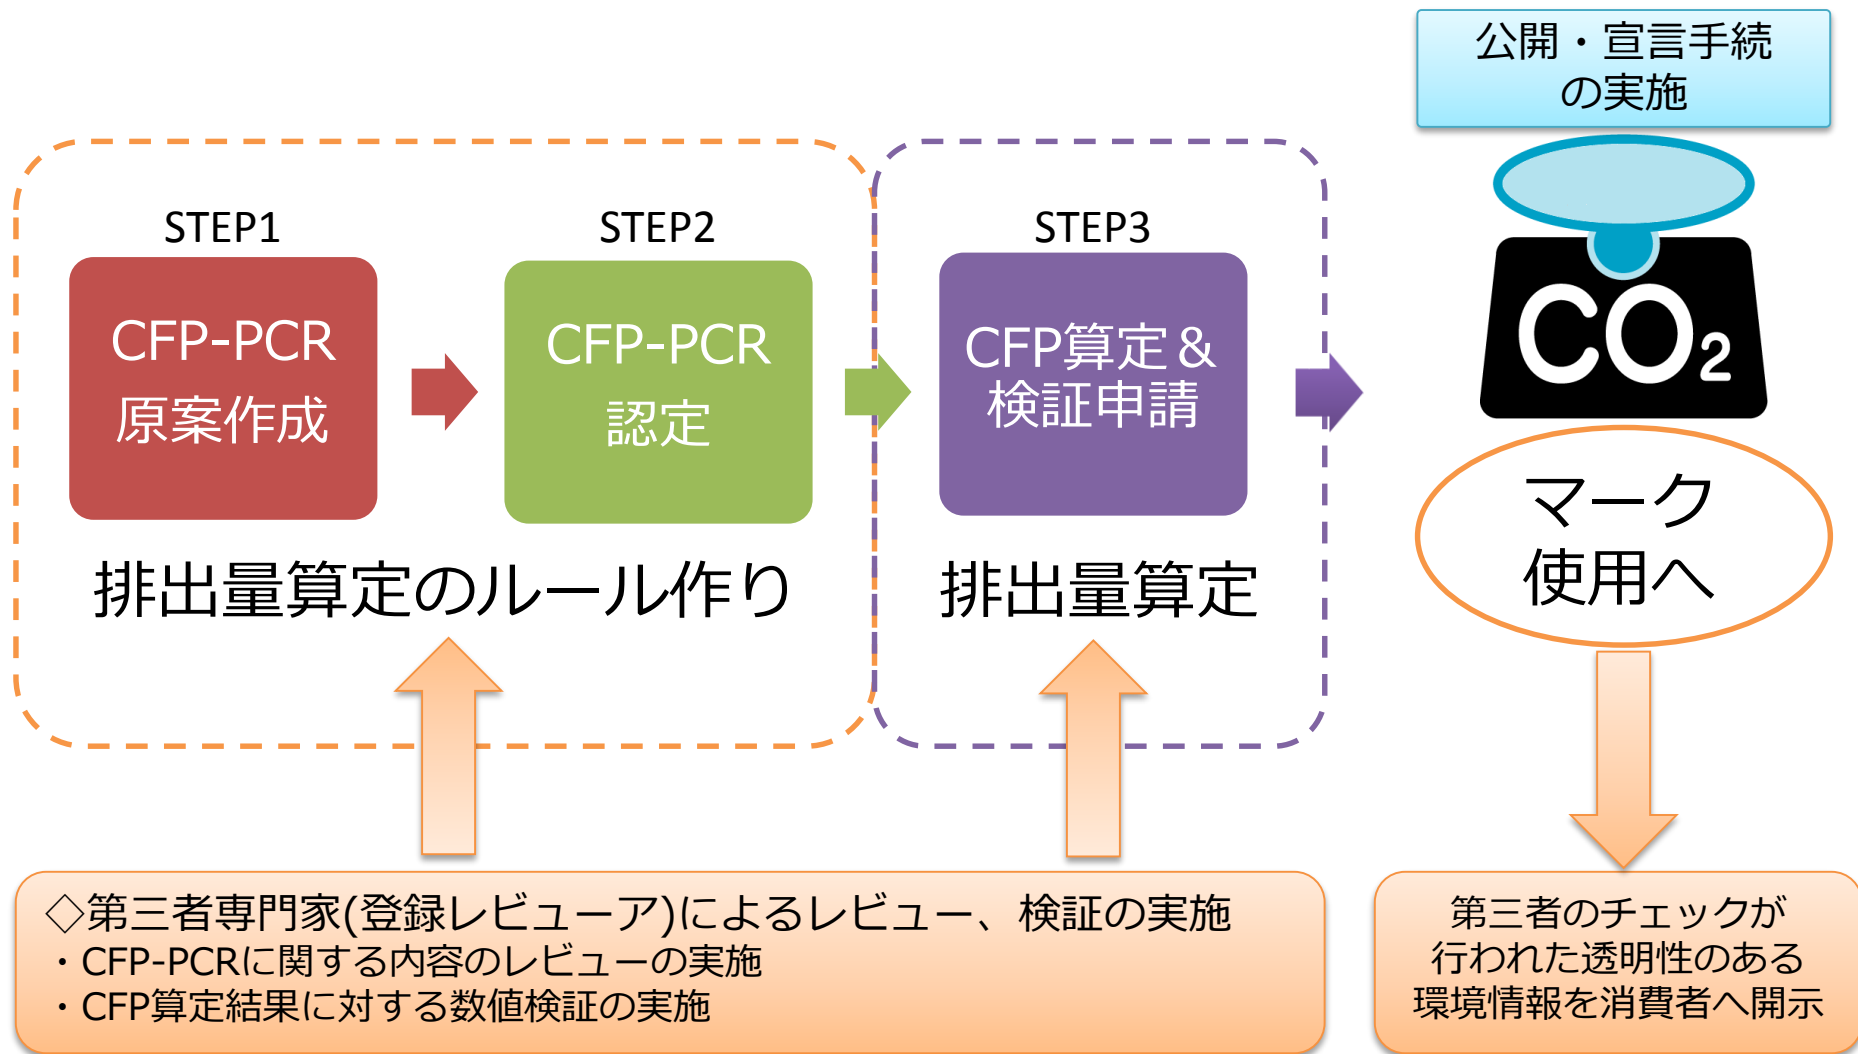 公開・宣言手続
の実施
STEP1
CFP-PCR
原案作成
STEP2
CFP-PCR
認定
排出量算定のルール作り
STEP3
CFP算定＆
検証申請
排出量算定
CO₂
マーク
使用へ
◇第三者専門家(登録レビューア)によるレビュー、検証の実施
・CFP-PCRに関する内容のレビューの実施
・CFP算定結果に対する数値検証の実施
第三者のチェックが
行われた透明性のある
環境情報を消費者へ開示